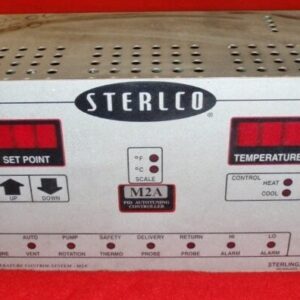 STERLCO®
SET POINT
°F
°C
SCALE
TEMPERATURE
UP
DOWN
M2A
PID AUTOTUNING
CONTROLLER
CONTROL
HEAT
COOL
AUTO PUMP SAFETY DELIVERY RETURN HI LO
VENT ROTATION THERMO PROBE PROBE ALARM ALARM
STERLING